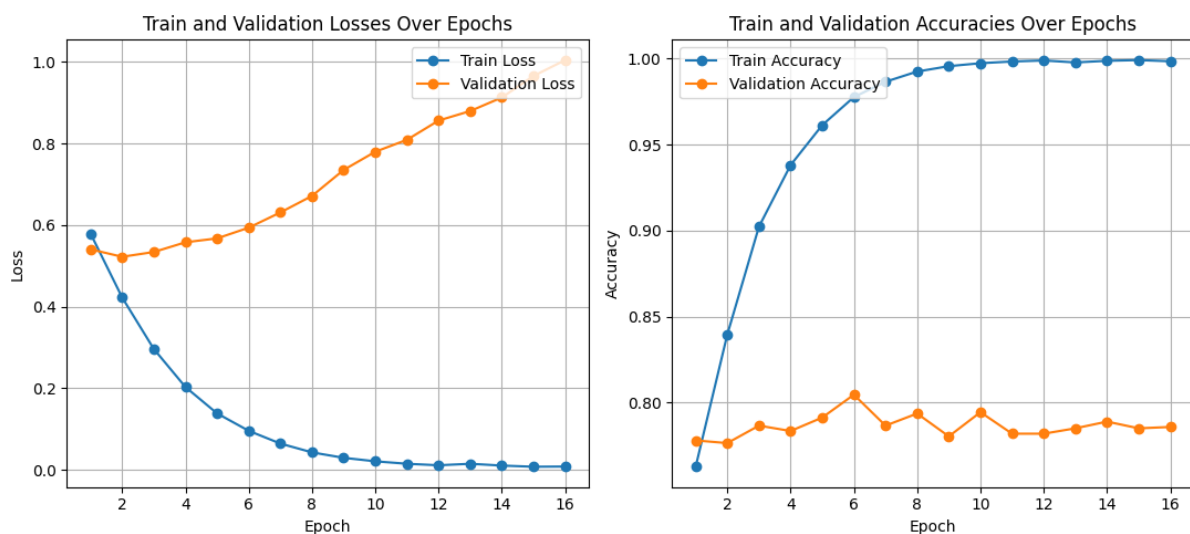 Train and Validation Losses Over Epochs
Train Loss
Validation Loss
1.0
0.8
0.6
0.4
0.2
0.0
Loss
2 4 6 8 10 12 14 16
Epoch
Train and Validation Accuracies Over Epochs
Train Accuracy
Validation Accuracy
1.00
0.95
0.90
0.85
0.80
Accuracy
2 4 6 8 10 12 14 16
Epoch